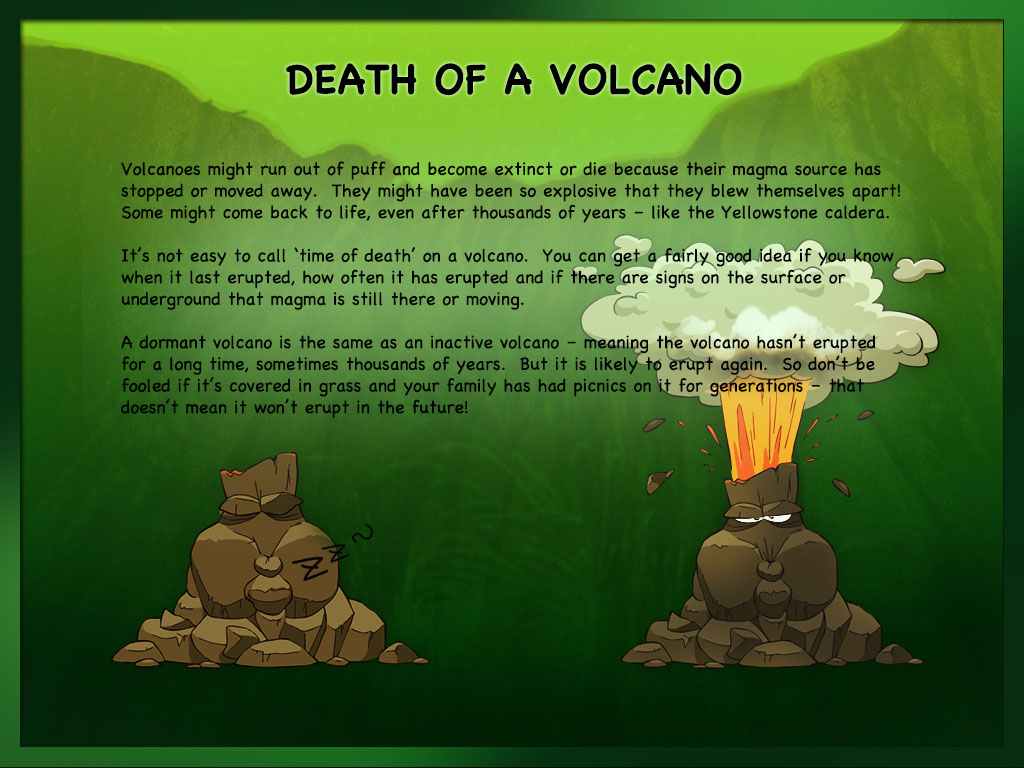 DEATH OF A VOLCANO
Volcanoes might run out of puff and become extinct or die because their magma source has
stopped or moved away.  They might have been so explosive that they blew themselves apart!
Some might come back to life, even after thousands of years – like the Yellowstone caldera.
It's not easy to call 'time of death' on a volcano.  You can get a fairly good idea if you know
when it last erupted, how often it has erupted and if there are signs on the surface or
underground that magma is still there or moving.
A dormant volcano is the same as an inactive volcano – meaning the volcano hasn't erupted
for a long time, sometimes thousands of years.  But it is likely to erupt again.  So don't be
fooled if it's covered in grass and your family has had picnics on it for generations – that
doesn't mean it won't erupt in the future!
ZZZ